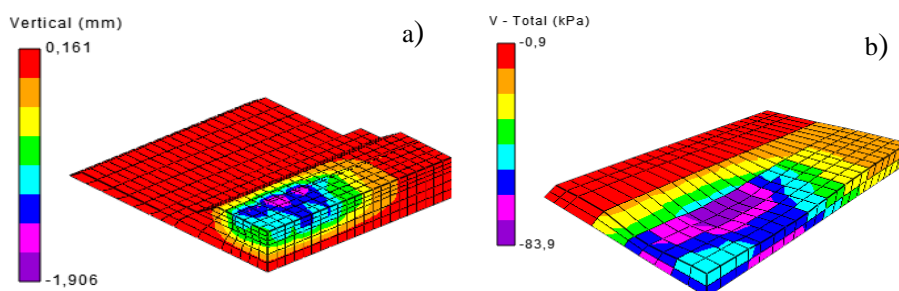 Vertical (mm)
0,161
-1,906
a)
V - Total (kPa)
-0,9
-83,9
b)